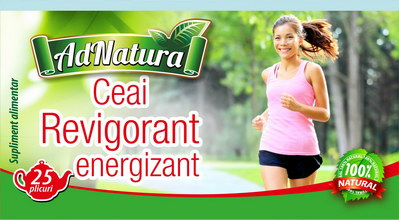 AdNatura
Supliment alimentar
Ceai
Revigorant
energizant
25
plicuri
100%
NATURAL